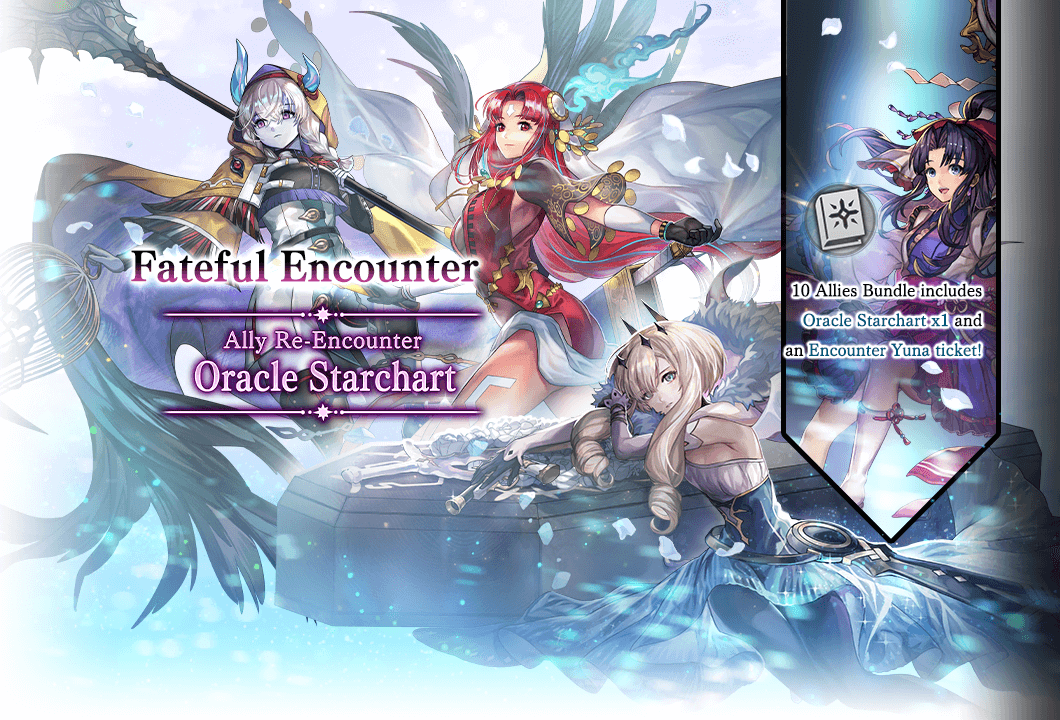 Fateful Encounter
Ally Re-Encounter
Oracle Starchart
10 Allies Bundle includes
Oracle Starchart x1 and
an Encounter Yuna ticket!